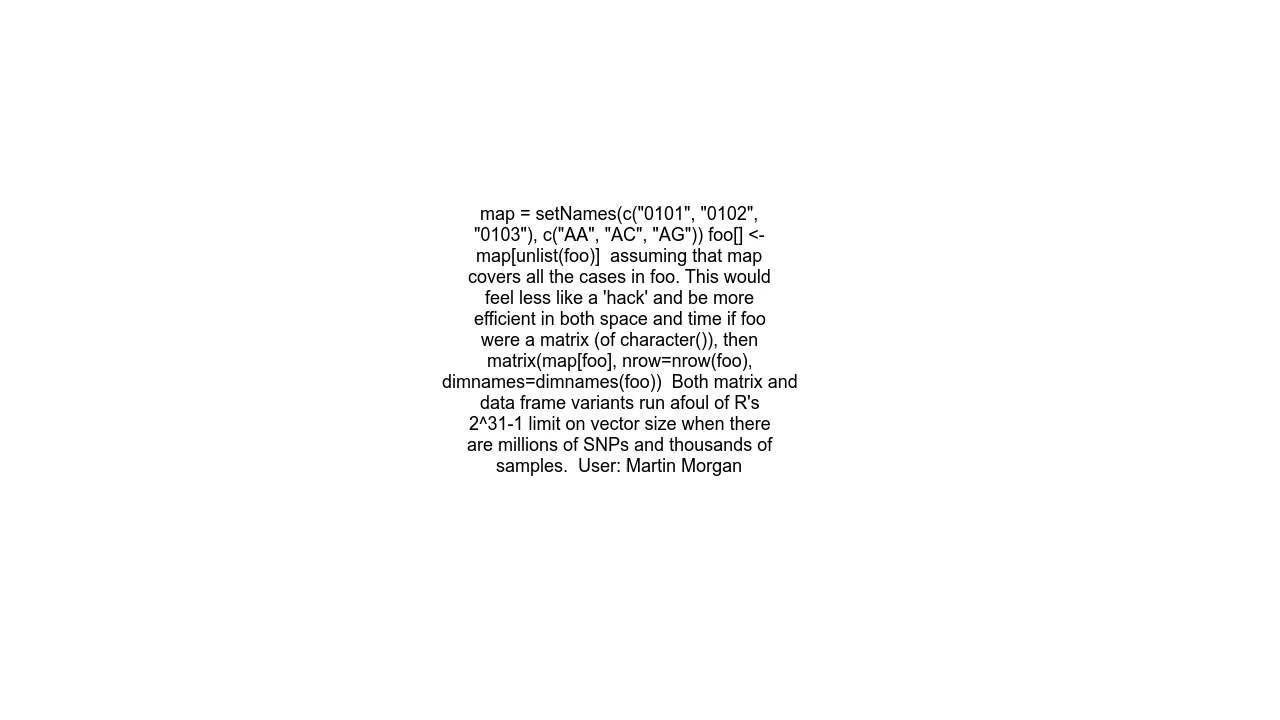 map = setNames(c("0101", "0102",
"0103"), c("AA", "AC", "AG")) foo[] <-
map[unlist(foo)]  assuming that map
covers all the cases in foo. This would
feel less like a 'hack' and be more
efficient in both space and time if foo
were a matrix (of character()), then
matrix(map[foo], nrow=nrow(foo),
dimnames=dimnames(foo))  Both matrix and
data frame variants run afoul of R's
2^31-1 limit on vector size when there
are millions of SNPs and thousands of
samples.  User: Martin Morgan